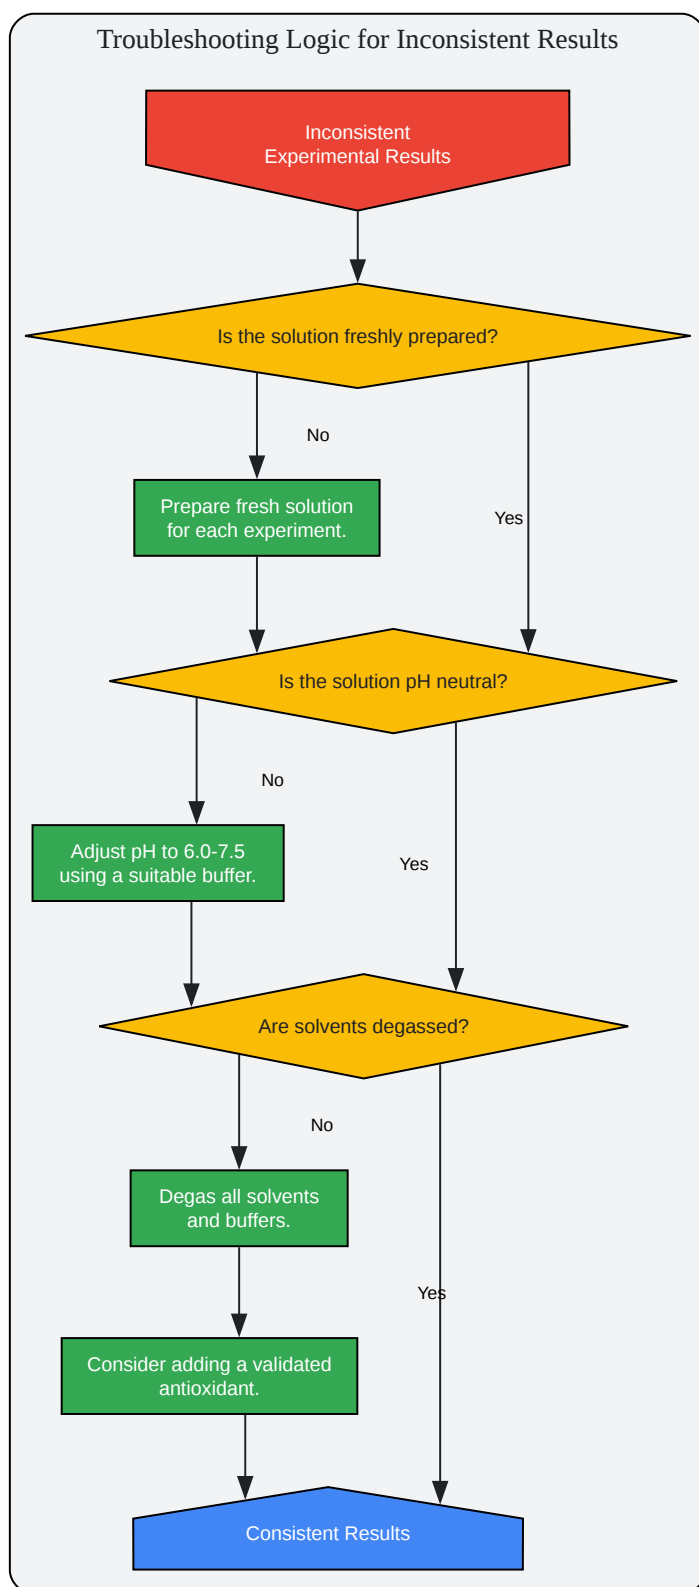 Troubleshooting Logic for Inconsistent Results
Inconsistent
Experimental Results
Is the solution freshly prepared?
No
Prepare fresh solution
for each experiment.
Yes
Is the solution pH neutral?
No
Adjust pH to 6.0-7.5
using a suitable buffer.
Yes
Are solvents degassed?
No
Degas all solvents
and buffers.
Yes
Consider adding a validated
antioxidant.
Consistent Results